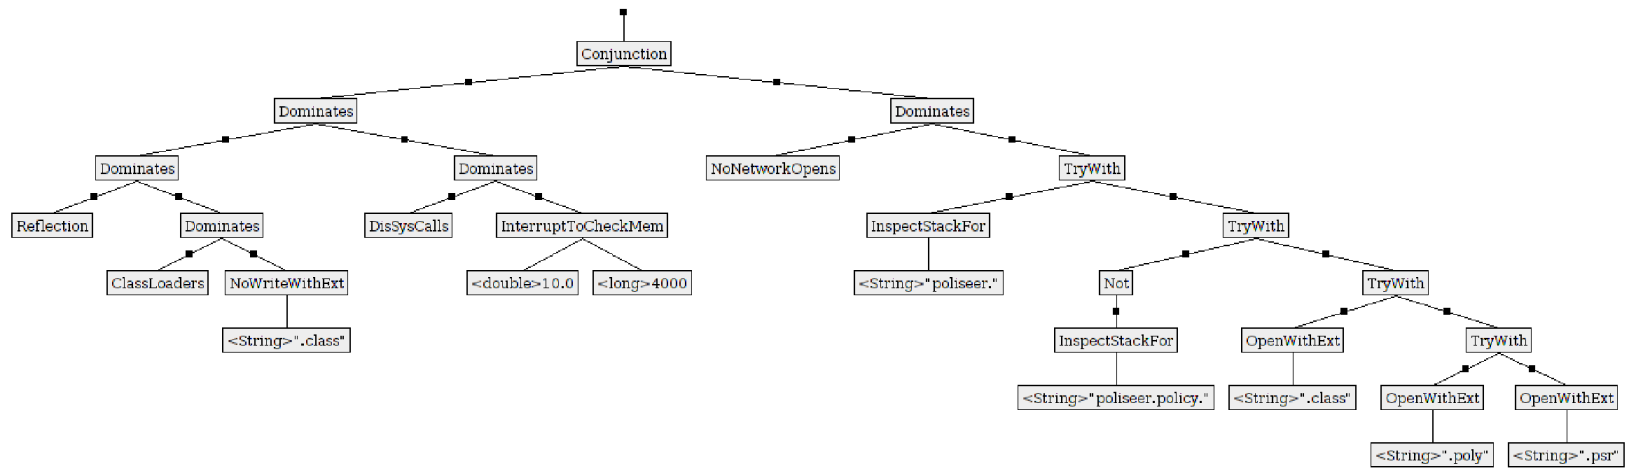 Conjunction
Dominates Dominates
Dominates Dominates NoNetworkOpens TryWith
Reflection Dominates DisSysCalls InterruptToCheckMem InspectStackFor TryWith
ClassLoaders NoWriteWithExt <double>10.0 <long>4000 <String>"poliseer." Not TryWith
<String>".class" InspectStackFor OpenWithExt TryWith
<String>"poliseer.policy." <String>".class" OpenWithExt OpenWithExt
<String>".poly" <String>".psr"